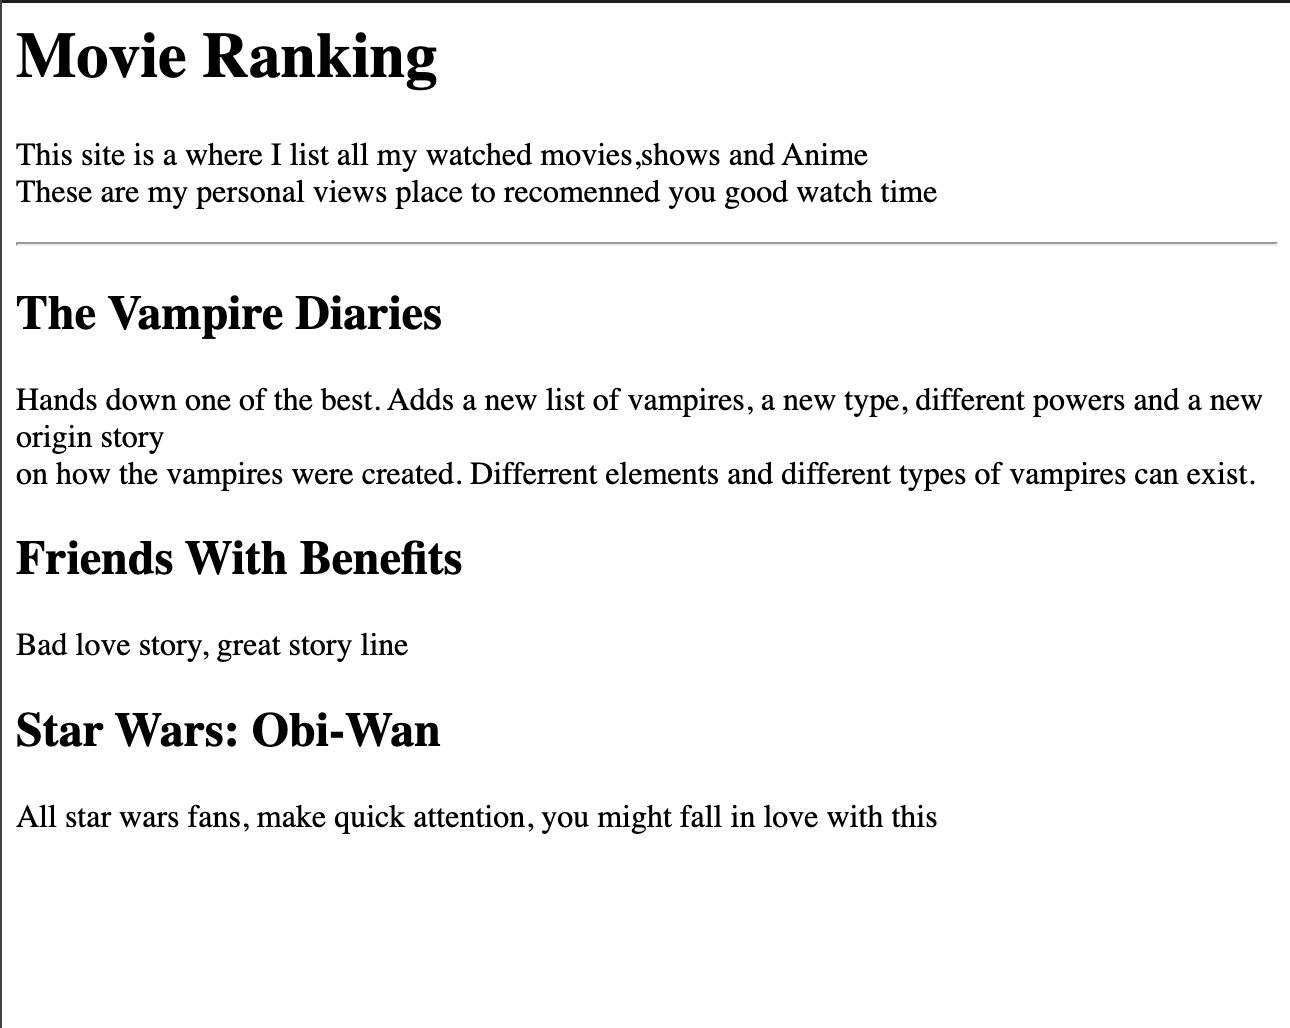 Movie Ranking
This site is a where I list all my watched movies,shows and Anime
These are my personal views place to recomenned you good watch time
The Vampire Diaries
Hands down one of the best. Adds a new list of vampires, a new type, different powers and a new
origin story
on how the vampires were created. Differrent elements and different types of vampires can exist.
Friends With Benefits
Bad love story, great story line
Star Wars: Obi-Wan
All star wars fans, make quick attention, you might fall in love with this